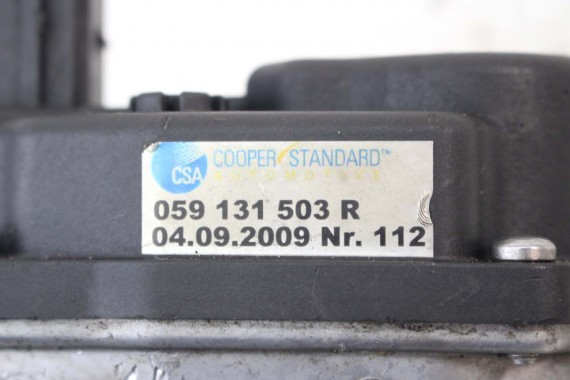 CSA COOPER STANDARD™
AUTOMOTIVE
059 131 503 R
04.09.2009 Nr. 112